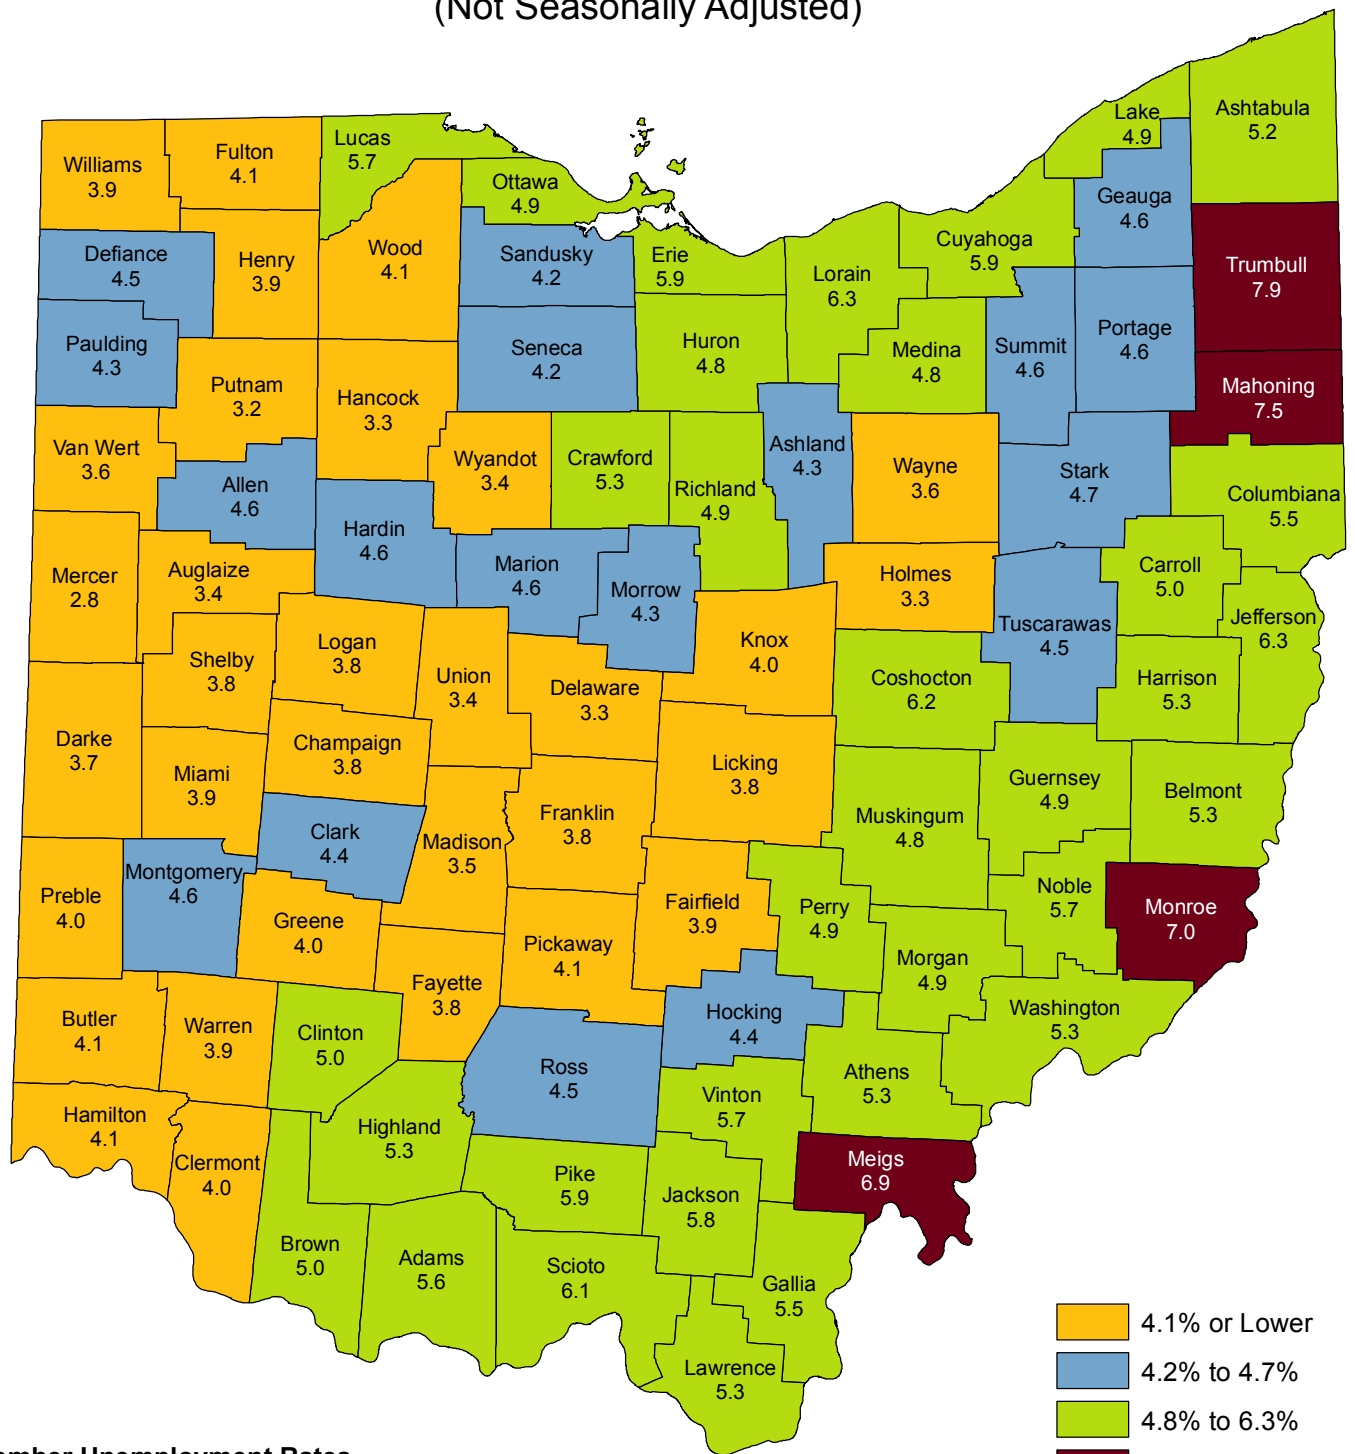 (Not Seasonally Adjusted)
Williams
3.9
Fulton
4.1
Lucas
5.7
Ottawa
4.9
Lake
4.9
Ashtabula
5.2
Geauga
4.6
Cuyahoga
5.9
Defiance
4.5
Henry
3.9
Wood
4.1
Sandusky
4.2
Erie
5.9
Lorain
6.3
Trumbull
7.9
Paulding
4.3
Putnam
3.2
Hancock
3.3
Seneca
4.2
Huron
4.8
Medina
4.8
Summit
4.6
Portage
4.6
Mahoning
7.5
Van Wert
3.6
Allen
4.6
Wyandot
3.4
Crawford
5.3
Richland
4.9
Ashland
4.3
Wayne
3.6
Stark
4.7
Columbiana
5.5
Mercer
2.8
Auglaize
3.4
Hardin
4.6
Marion
4.6
Morrow
4.3
Holmes
3.3
Tuscarawas
4.5
Carroll
5.0
Jefferson
6.3
Shelby
3.8
Logan
3.8
Union
3.4
Delaware
3.3
Knox
4.0
Coshocton
6.2
Harrison
5.3
Darke
3.7
Miami
3.9
Champaign
3.8
Licking
3.8
Guernsey
4.9
Belmont
5.3
Clark
4.4
Madison
3.5
Franklin
3.8
Muskingum
4.8
Preble
4.0
Montgomery
4.6
Greene
4.0
Fairfield
3.9
Perry
4.9
Noble
5.7
Monroe
7.0
Pickaway
4.1
Morgan
4.9
Fayette
3.8
Butler
4.1
Warren
3.9
Clinton
5.0
Hocking
4.4
Washington
5.3
Ross
4.5
Athens
5.3
Vinton
5.7
Hamilton
4.1
Clermont
4.0
Highland
5.3
Pike
5.9
Jackson
5.8
Meigs
6.9
Brown
5.0
Adams
5.6
Scioto
6.1
Gallia
5.5
Lawrence
5.3
4.1% or Lower
4.2% to 4.7%
4.8% to 6.3%
Unemployment Rates